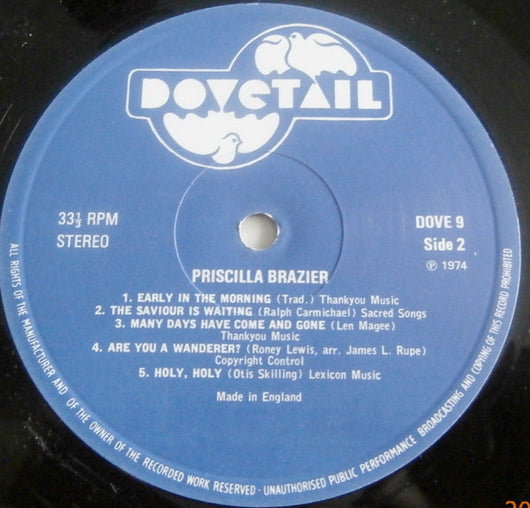 DOVETAIL
33⅓ RPM
STEREO
DOVE 9
Side 2
℗ 1974
PRISCILLA BRAZIER
1. EARLY IN THE MORNING (Trad.) Thankyou Music
2. THE SAVIOUR IS WAITING (Ralph Carmichael) Sacred Songs
3. MANY DAYS HAVE COME AND GONE (Len Magee)
Thankyou Music
4. ARE YOU A WANDERER? (Roney Lewis, arr. James L. Rupe)
Copyright Control
5. HOLY, HOLY (Otis Skilling) Lexicon Music
Made in England
ALL RIGHTS OF THE MANUFACTURER AND OF THE OWNER OF THE RECORDED WORK RESERVED · UNAUTHORISED PUBLIC PERFORMANCE BROADCASTING AND COPYING OF THIS RECORD PROHIBITED